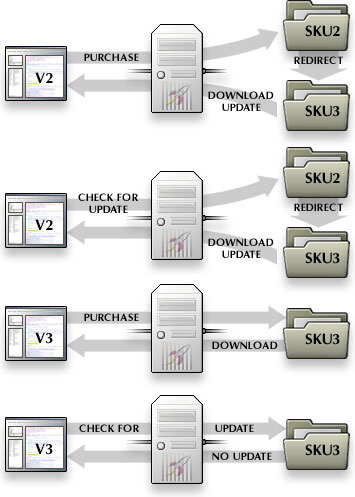 SKU2
PURCHASE
REDIRECT
V2
DOWNLOAD
UPDATE
SKU3
SKU2
CHECK FOR
UPDATE
REDIRECT
V2
DOWNLOAD
UPDATE
SKU3
PURCHASE
V3
SKU3
DOWNLOAD
CHECK FOR
UPDATE
V3
SKU3
NO UPDATE